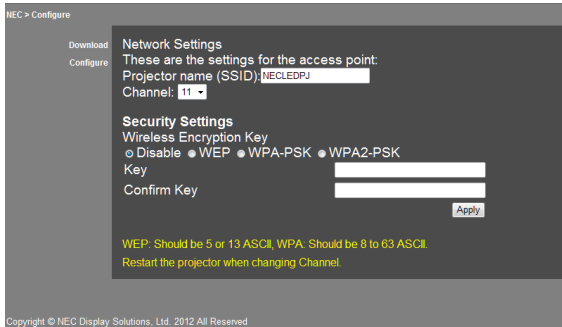 NEC > Configure
Download
Configure
Network Settings
These are the settings for the access point:
Projector name (SSID): NECLEDPJ
Channel: 11
Security Settings
Wireless Encryption Key
Disable WEP WPA-PSK WPA2-PSK
Key
Confirm Key
Apply
WEP: Should be 5 or 13 ASCII, WPA: Should be 8 to 63 ASCII.
Restart the projector when changing Channel.
Copyright © NEC Display Solutions, Ltd. 2012 All Reserved